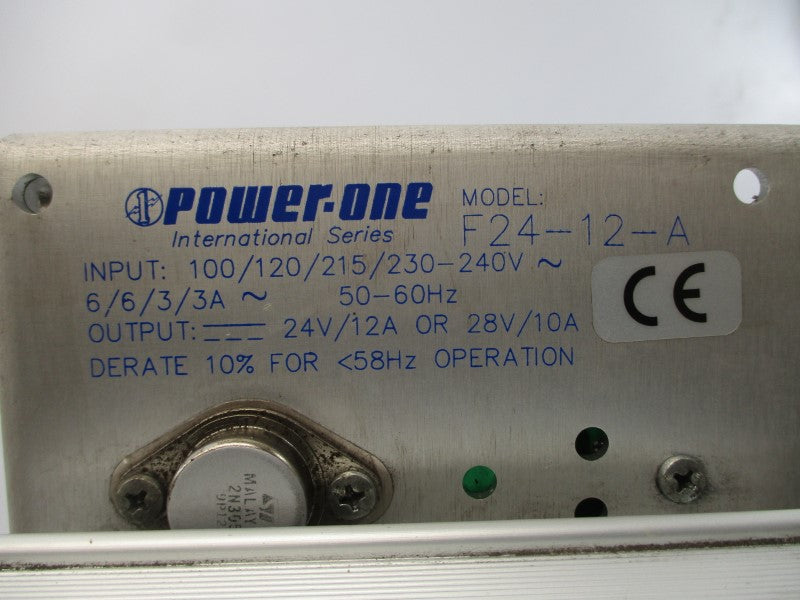 POWER-ONE
International Series
MODEL:
F24-12-A
INPUT: 100/120/215/230-240V ~
6/6/3/3A ~ 50-60Hz
OUTPUT: ⎓ 24V/12A OR 28V/10A
DERATE 10% FOR <58Hz OPERATION
CE